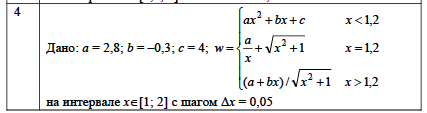 4
ax² + bx + c    x < 1,2
Дано: a = 2,8; b = –0,3; c = 4; w = { a/x + √(x² + 1)    x = 1,2
(a + bx) / √(x² + 1)    x > 1,2
на интервале x∈[1; 2] с шагом Δx = 0,05